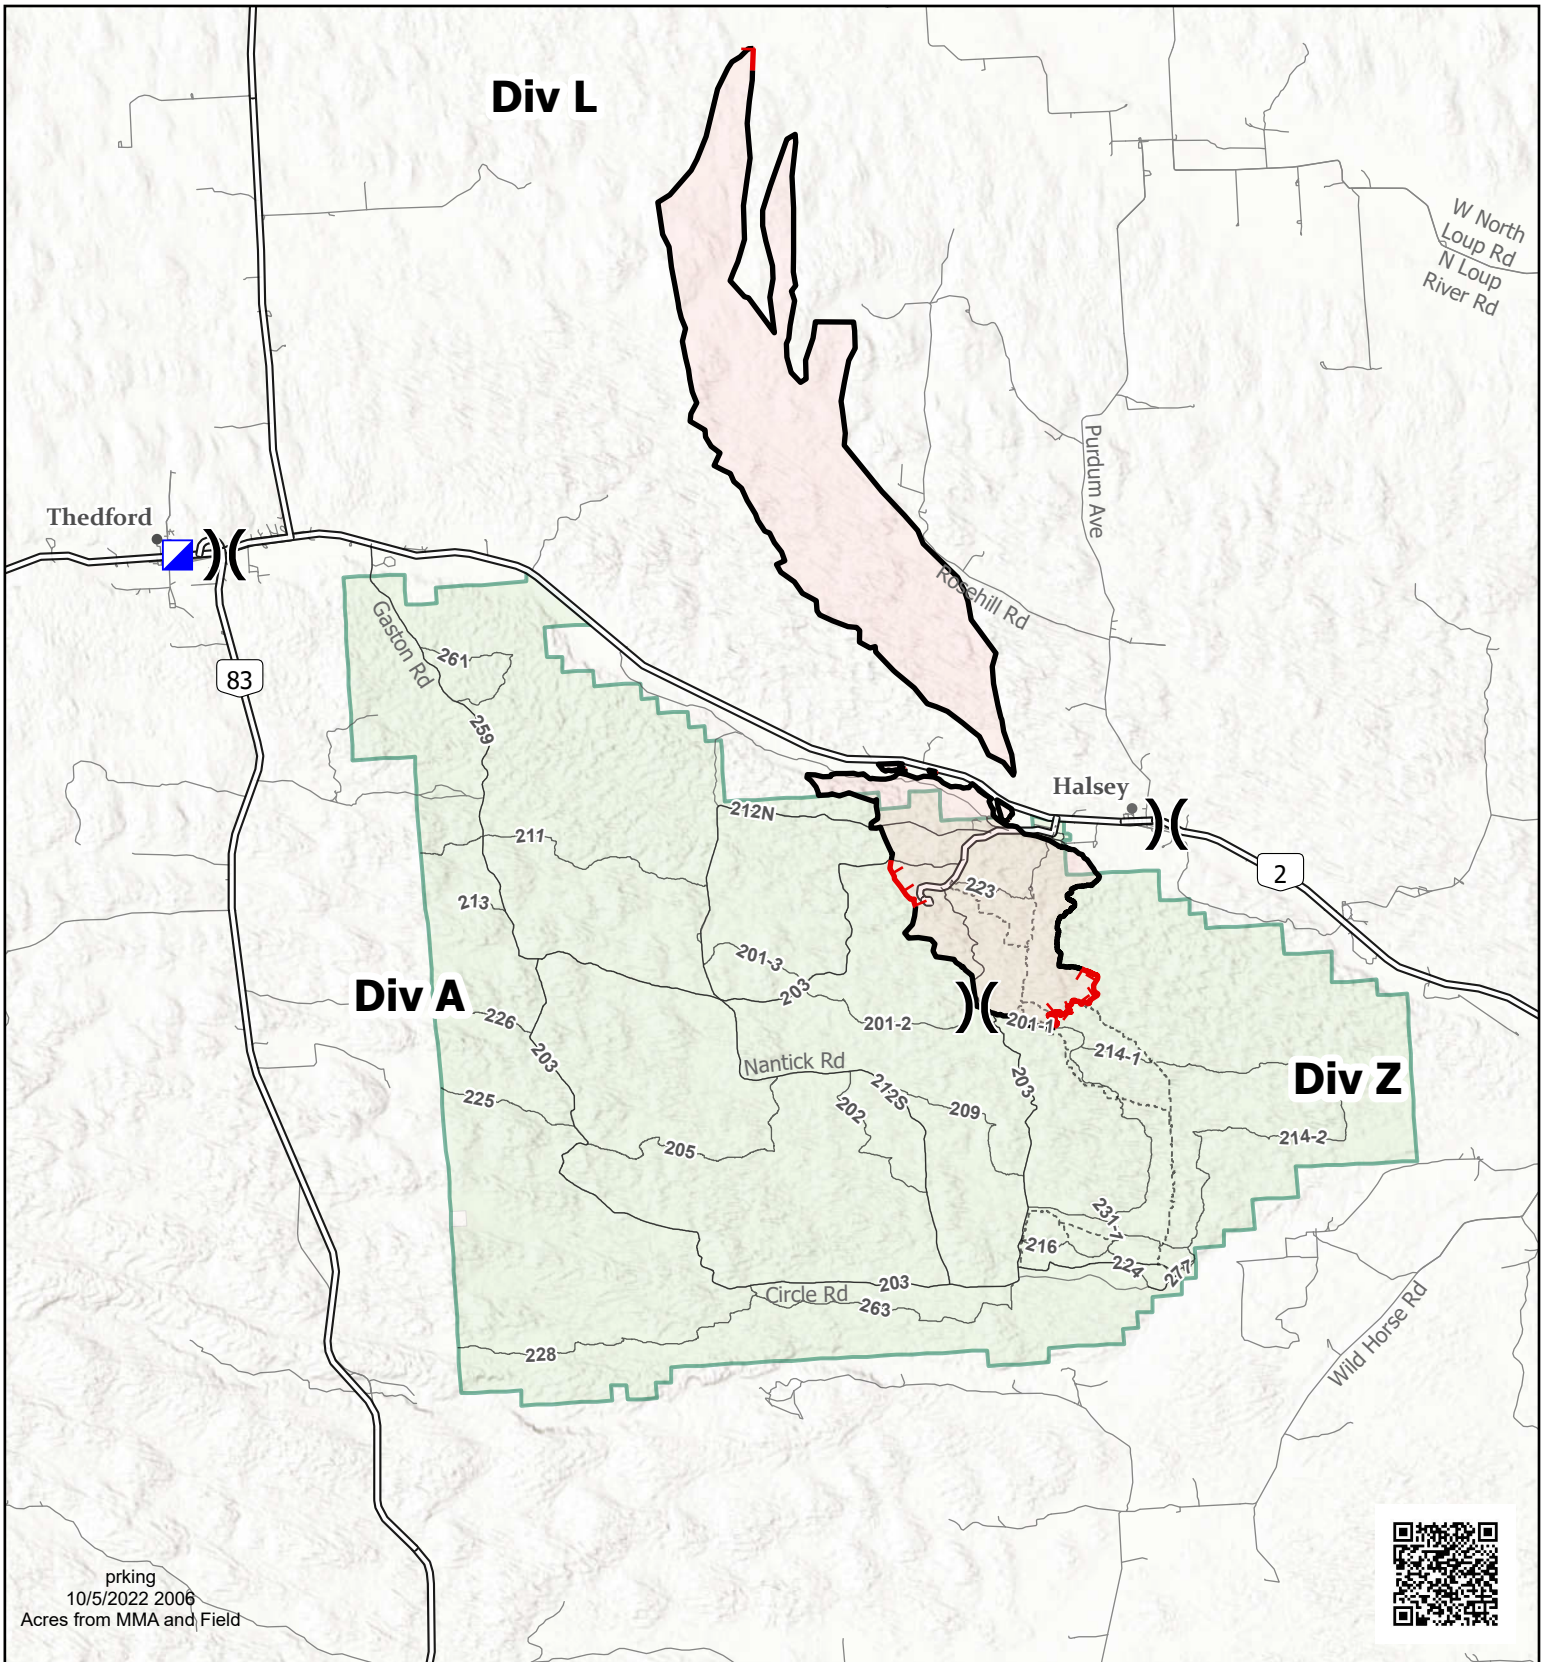 Div L
W North
Loup Rd
N Loup
River Rd
Purdum Ave
Thedford
Rosehill Rd
Gaston Rd
261
83
259
Halsey
212N
211
2
223
213
201-3
203
Div A
226
201-2
201-1
203
Nantick Rd
214-1
203
Div Z
225
212S
202
209
214-2
205
231-7
216
224
277
203
Circle Rd
263
Wild Horse Rd
228
prking
10/5/2022 2006
Acres from MMA and Field